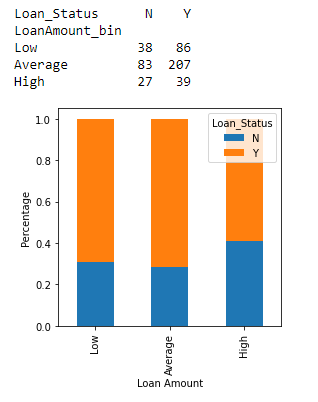 Loan_Status N Y
LoanAmount_bin
Low 38 86
Average 83 207
High 27 39
Loan_Status
N
Y
1.0
0.8
0.6
0.4
0.2
0.0
Percentage
Low
Average
High
Loan Amount